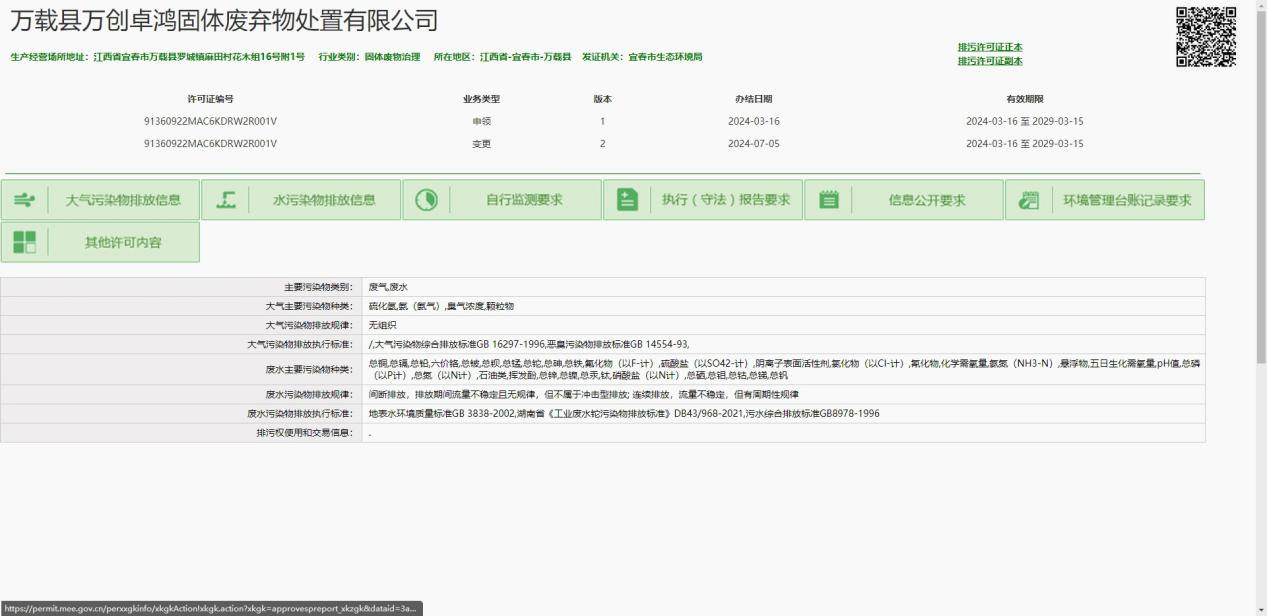 万载县万创卓鸿固体废弃物处置有限公司
生产经营场所地址：江西省宜春市万载县罗城镇麻田村花木组16号附1号 行业类别：固体废物治理 所在地区：江西省-宜春市-万载县 发证机关：宜春市生态环境局
排污许可证正本
排污许可证副本
许可证编号 业务类型 版本 办结日期 有效期限
91360922MAC6KDRW2R001V 申领 1 2024-03-16 2024-03-16 至 2029-03-15
91360922MAC6KDRW2R001V 变更 2 2024-07-05 2024-03-16 至 2029-03-15
大气污染物排放信息 水污染物排放信息 自行监测要求 执行（守法）报告要求 信息公开要求 环境管理台账记录要求
其他许可内容
主要污染物类别： 废气,废水
大气主要污染物种类： 硫化氢,氨（氨气）,臭气浓度,颗粒物
大气污染物排放规律： 无组织
大气污染物排放执行标准： /,大气污染物综合排放标准GB 16297-1996,恶臭污染物排放标准GB 14554-93,
废水主要污染物种类： 总铜,总镉,总铅,六价铬,总铍,总钡,总锰,总铊,总砷,总铁,氟化物（以F-计）,硫酸盐（以SO42-计）,阴离子表面活性剂,氯化物（以Cl-计）,氰化物,化学需氧量,氨氮（NH3-N）,悬浮物,五日生化需氧量,pH值,总磷
（以P计）,总氮（以N计）,石油类,挥发酚,总锌,总镍,总汞,钛,硝酸盐（以N计）,总硒,总钼,总钴,总锑,总钒
废水污染物排放规律： 间断排放，排放期间流量不稳定且无规律，但不属于冲击型排放; 连续排放，流量不稳定，但有周期性规律
废水污染物排放执行标准： 地表水环境质量标准GB 3838-2002,湖南省《工业废水铊污染物排放标准》DB43/968-2021,污水综合排放标准GB8978-1996
排污权使用和交易信息： .
https://permit.mee.gov.cn/perxxgkinfo/xkgkAction!xkgk.action?xkgk=approvespreport_xkzgk&dataid=3a...